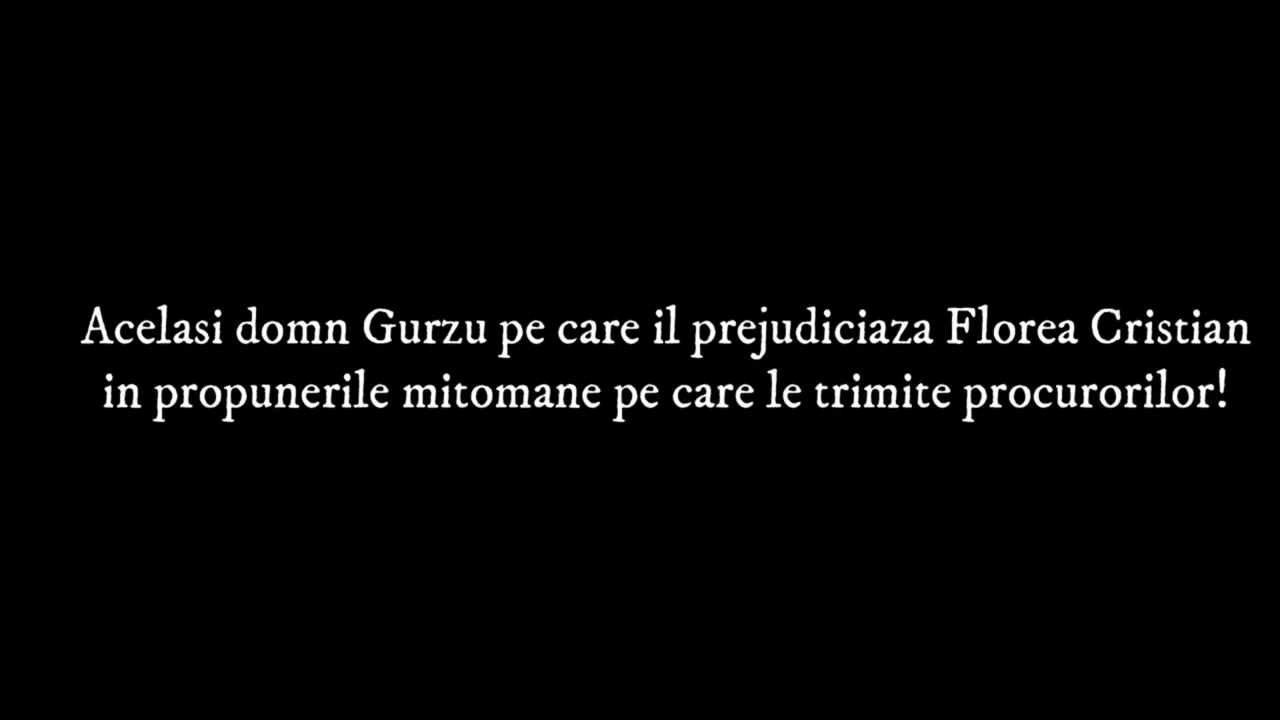 Acelasi domn Gurzu pe care il prejudiciaza Florea Cristian
in propunerile mitomane pe care le trimite procurorilor!